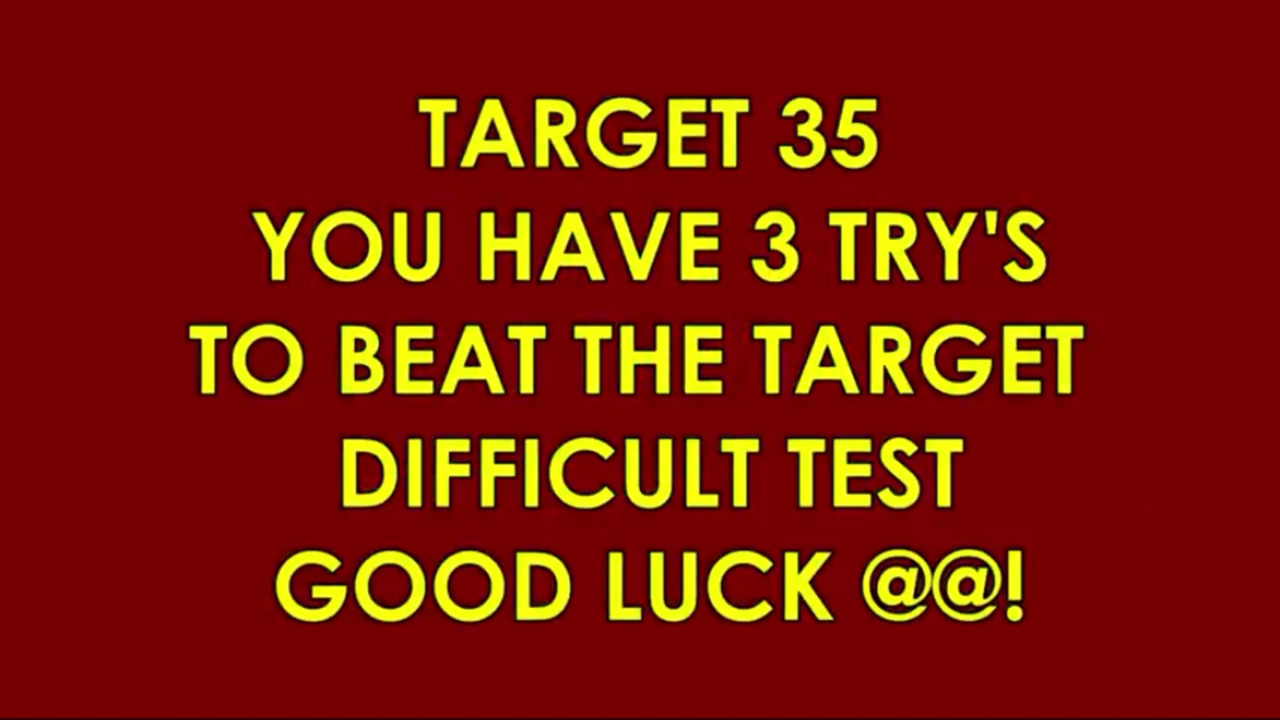 TARGET 35
YOU HAVE 3 TRY'S
TO BEAT THE TARGET
DIFFICULT TEST
GOOD LUCK @@!